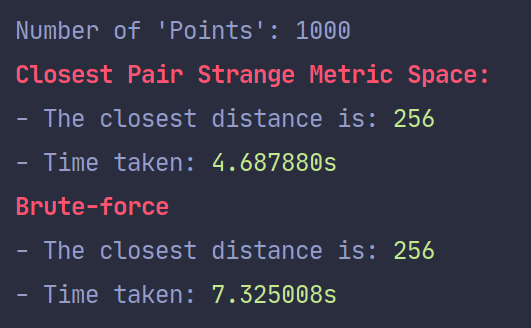 Number of 'Points': 1000
Closest Pair Strange Metric Space:
- The closest distance is: 256
- Time taken: 4.687880s
Brute-force
- The closest distance is: 256
- Time taken: 7.325008s